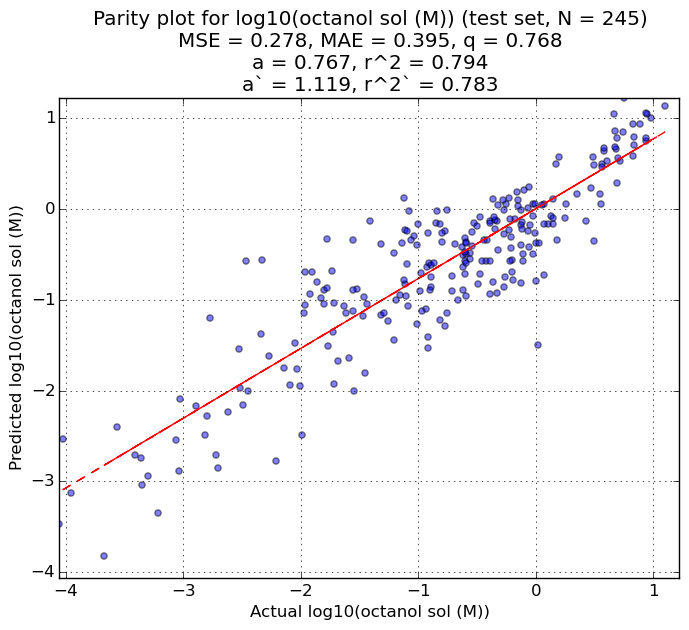 Parity plot for log10(octanol sol (M)) (test set, N = 245)
MSE = 0.278, MAE = 0.395, q = 0.768
a = 0.767, r^2 = 0.794
a` = 1.119, r^2` = 0.783
1
0
−1
−2
−3
−4
Predicted log10(octanol sol (M))
−4 −3 −2 −1 0 1
Actual log10(octanol sol (M))